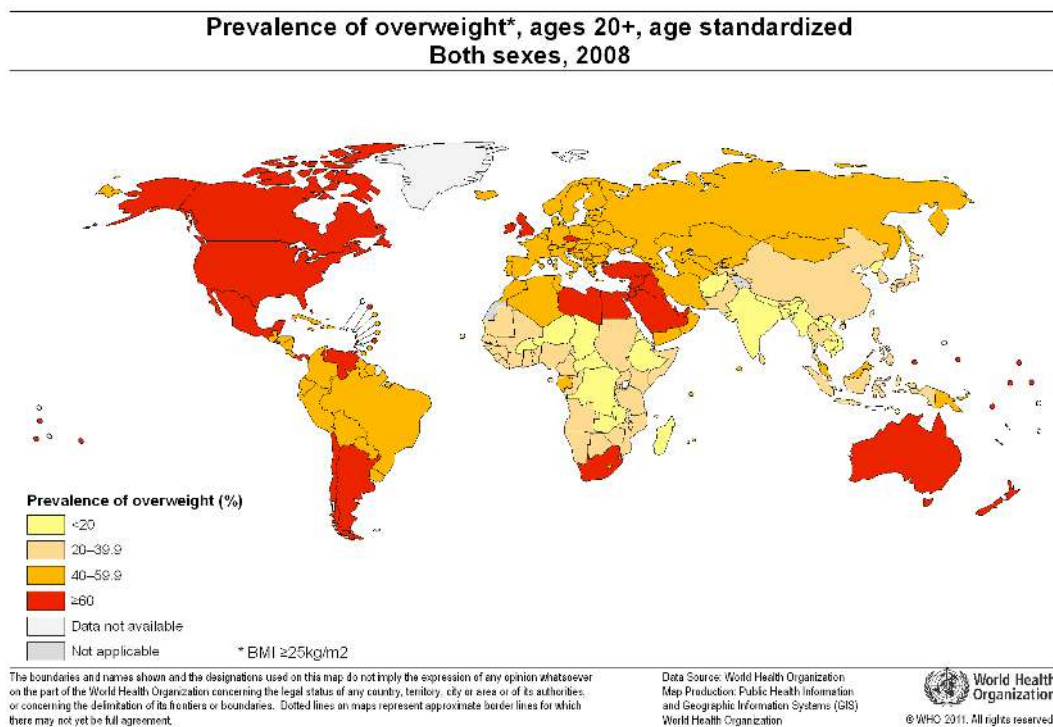 Prevalence of overweight*, ages 20+, age standardized
Both sexes, 2008
Prevalence of overweight (%)
<20
20–39.9
40–59.9
≥60
Data not available
Not applicable
* BMI ≥25kg/m2
The boundaries and names shown and the designations used on this map do not imply the expression of any opinion whatsoever
on the part of the World Health Organization concerning the legal status of any country, territory, city or area or of its authorities,
or concerning the delimitation of its frontiers or boundaries. Dotted lines on maps represent approximate border lines for which
there may not yet be full agreement.
Data Source: World Health Organization
Map Production: Public Health Information
and Geographic Information Systems (GIS)
World Health Organization
World Health
Organization
© WHO 2011. All rights reserved